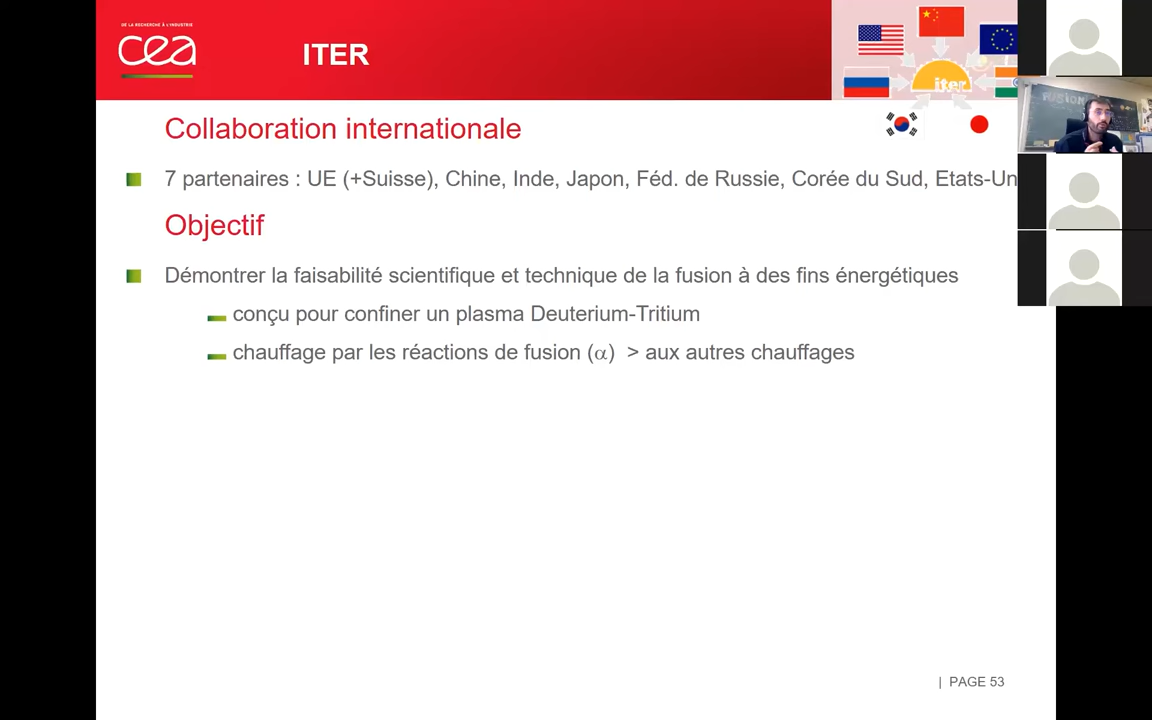 DE LA RECHERCHE À L'INDUSTRIE
cea
ITER
iter
FUSION
Collaboration internationale
7 partenaires : UE (+Suisse), Chine, Inde, Japon, Féd. de Russie, Corée du Sud, Etats-Un
Objectif
Démontrer la faisabilité scientifique et technique de la fusion à des fins énergétiques
conçu pour confiner un plasma Deuterium-Tritium
chauffage par les réactions de fusion (α) > aux autres chauffages
| PAGE 53